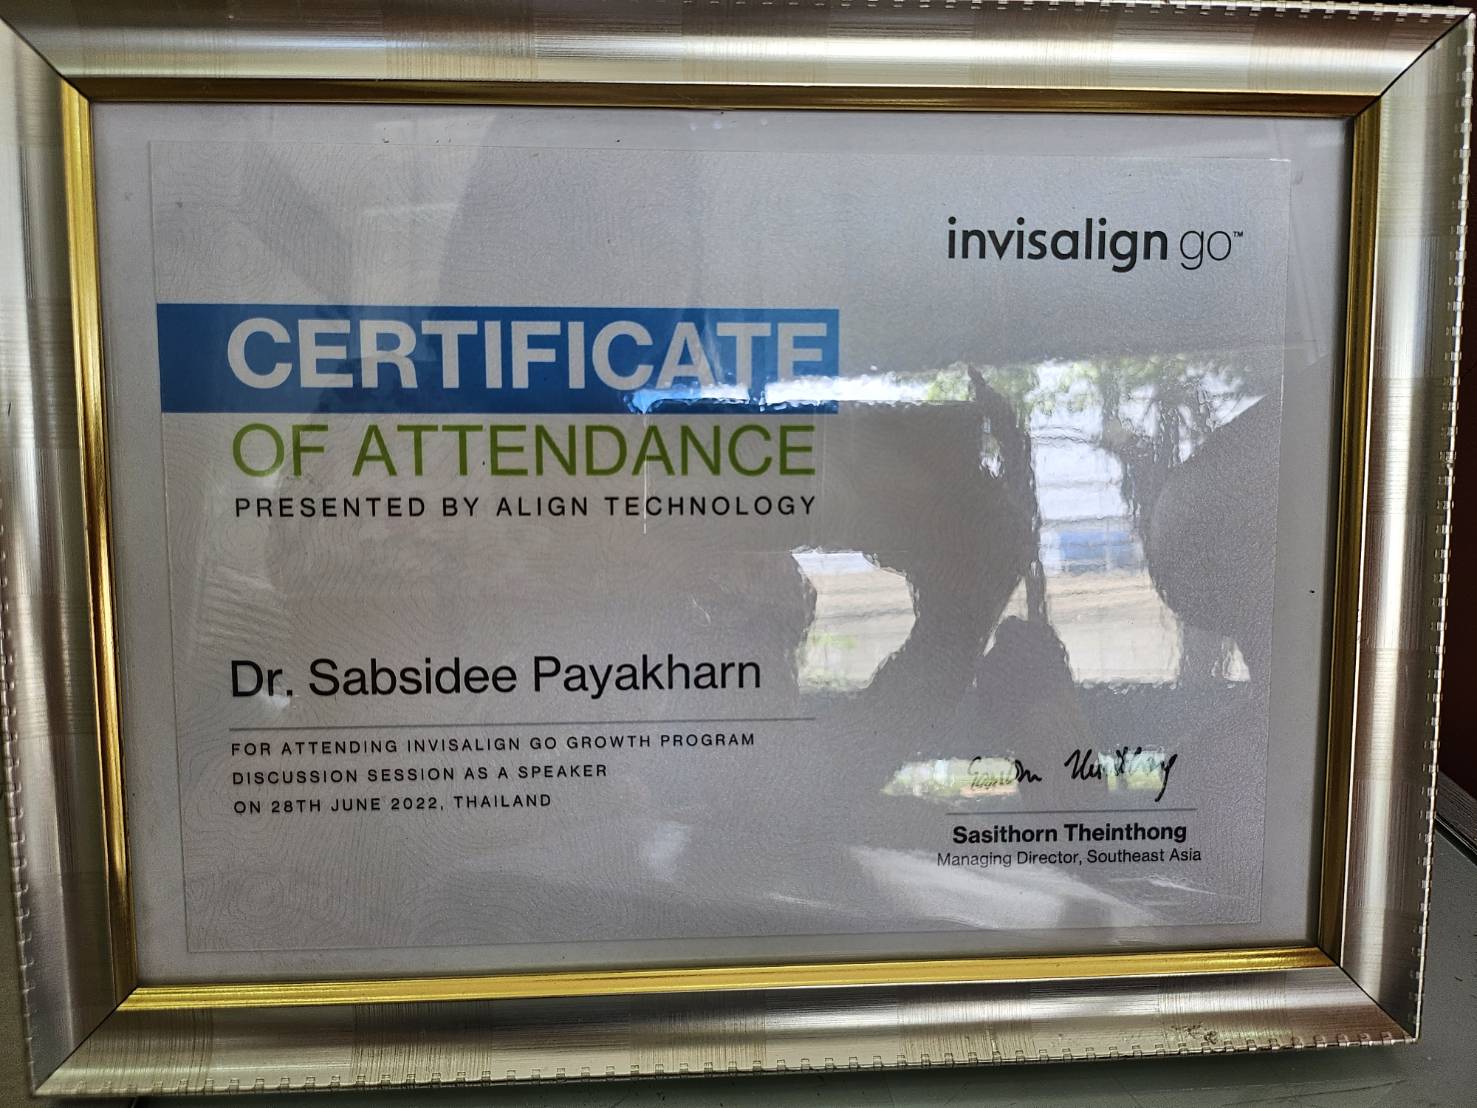 invisalign go™
CERTIFICATE
OF ATTENDANCE
PRESENTED BY ALIGN TECHNOLOGY
Dr. Sabsidee Payakharn
FOR ATTENDING INVISALIGN GO GROWTH PROGRAM
DISCUSSION SESSION AS A SPEAKER
ON 28TH JUNE 2022, THAILAND
Sasithorn Theinthong
Managing Director, Southeast Asia